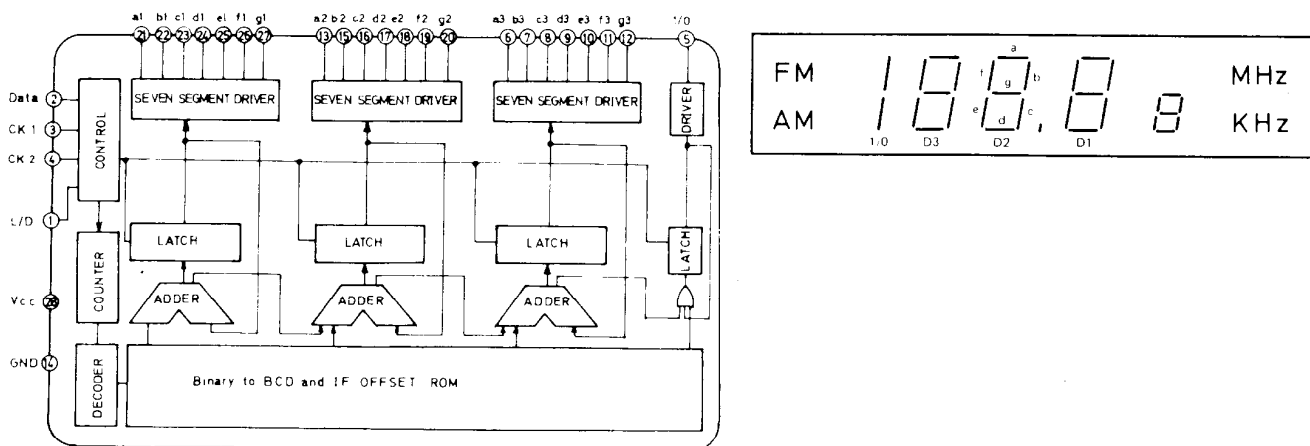 a1 b1 c1 d1 e1 f1 g1 a2 b2 c2 d2 e2 f2 g2 a3 b3 c3 d3 e3 f3 g3 1/0
21 22 23 24 25 26 27 13 15 16 17 18 19 20 6 7 8 9 10 11 12 5
SEVEN SEGMENT DRIVER SEVEN SEGMENT DRIVER SEVEN SEGMENT DRIVER DRIVER
Data 2
CK 1 3
CK 2 4
L/D 1
Vcc 28
GND 14
CONTROL
COUNTER
DECODER
LATCH LATCH LATCH LATCH
ADDER ADDER ADDER
Binary to BCD and IF OFFSET ROM
FM MHz
AM KHz
a
f b
g
e c
d
1/0 D3 D2 D1